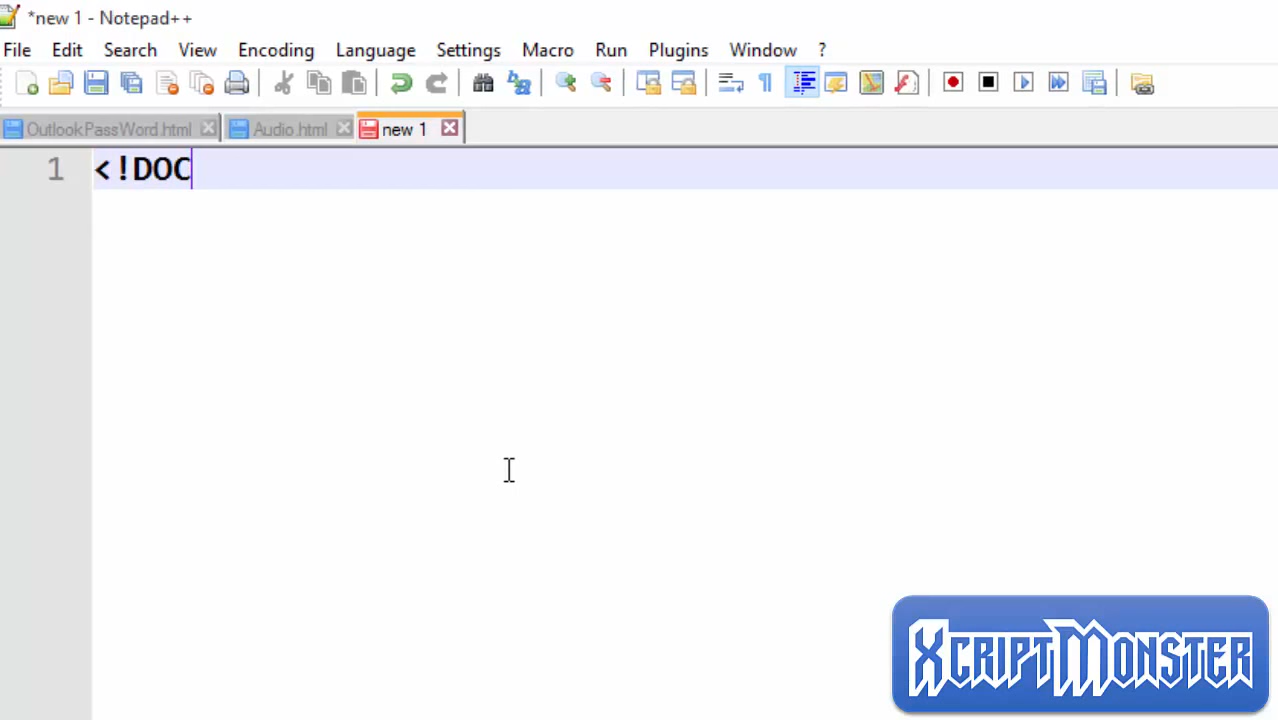 *new 1 - Notepad++
File Edit Search View Encoding Language Settings Macro Run Plugins Window ?
OutlookPassWord.html Audio.html new 1
1 <!DOC
XCRIPTMONSTER